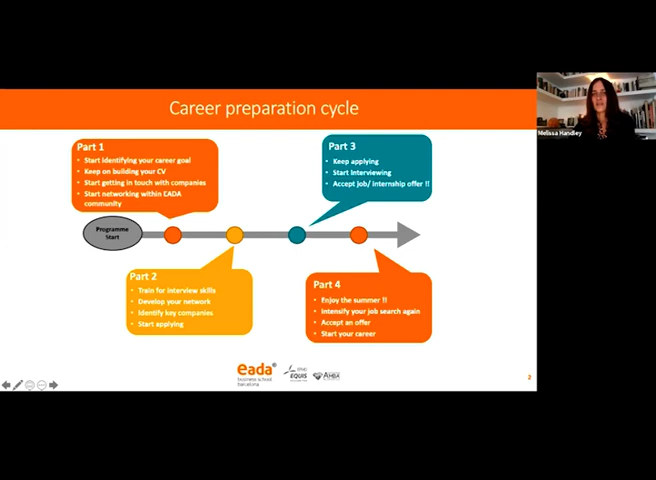 Career preparation cycle
Melissa Handley
Part 1
• Start identifying your career goal
• Keep on building your CV
• Start getting in touch with companies
• Start networking within EADA
community
Part 3
• Keep applying
• Start Interviewing
• Accept Job/ Internship offer !!
Programme
Start
Part 2
• Train for interview skills
• Develop your network
• Identify key companies
• Start applying
Part 4
• Enjoy the summer !!
• Intensify your job search again
• Accept an offer
• Start your career
eada
business school
barcelona
EQUIS
AMBA
2